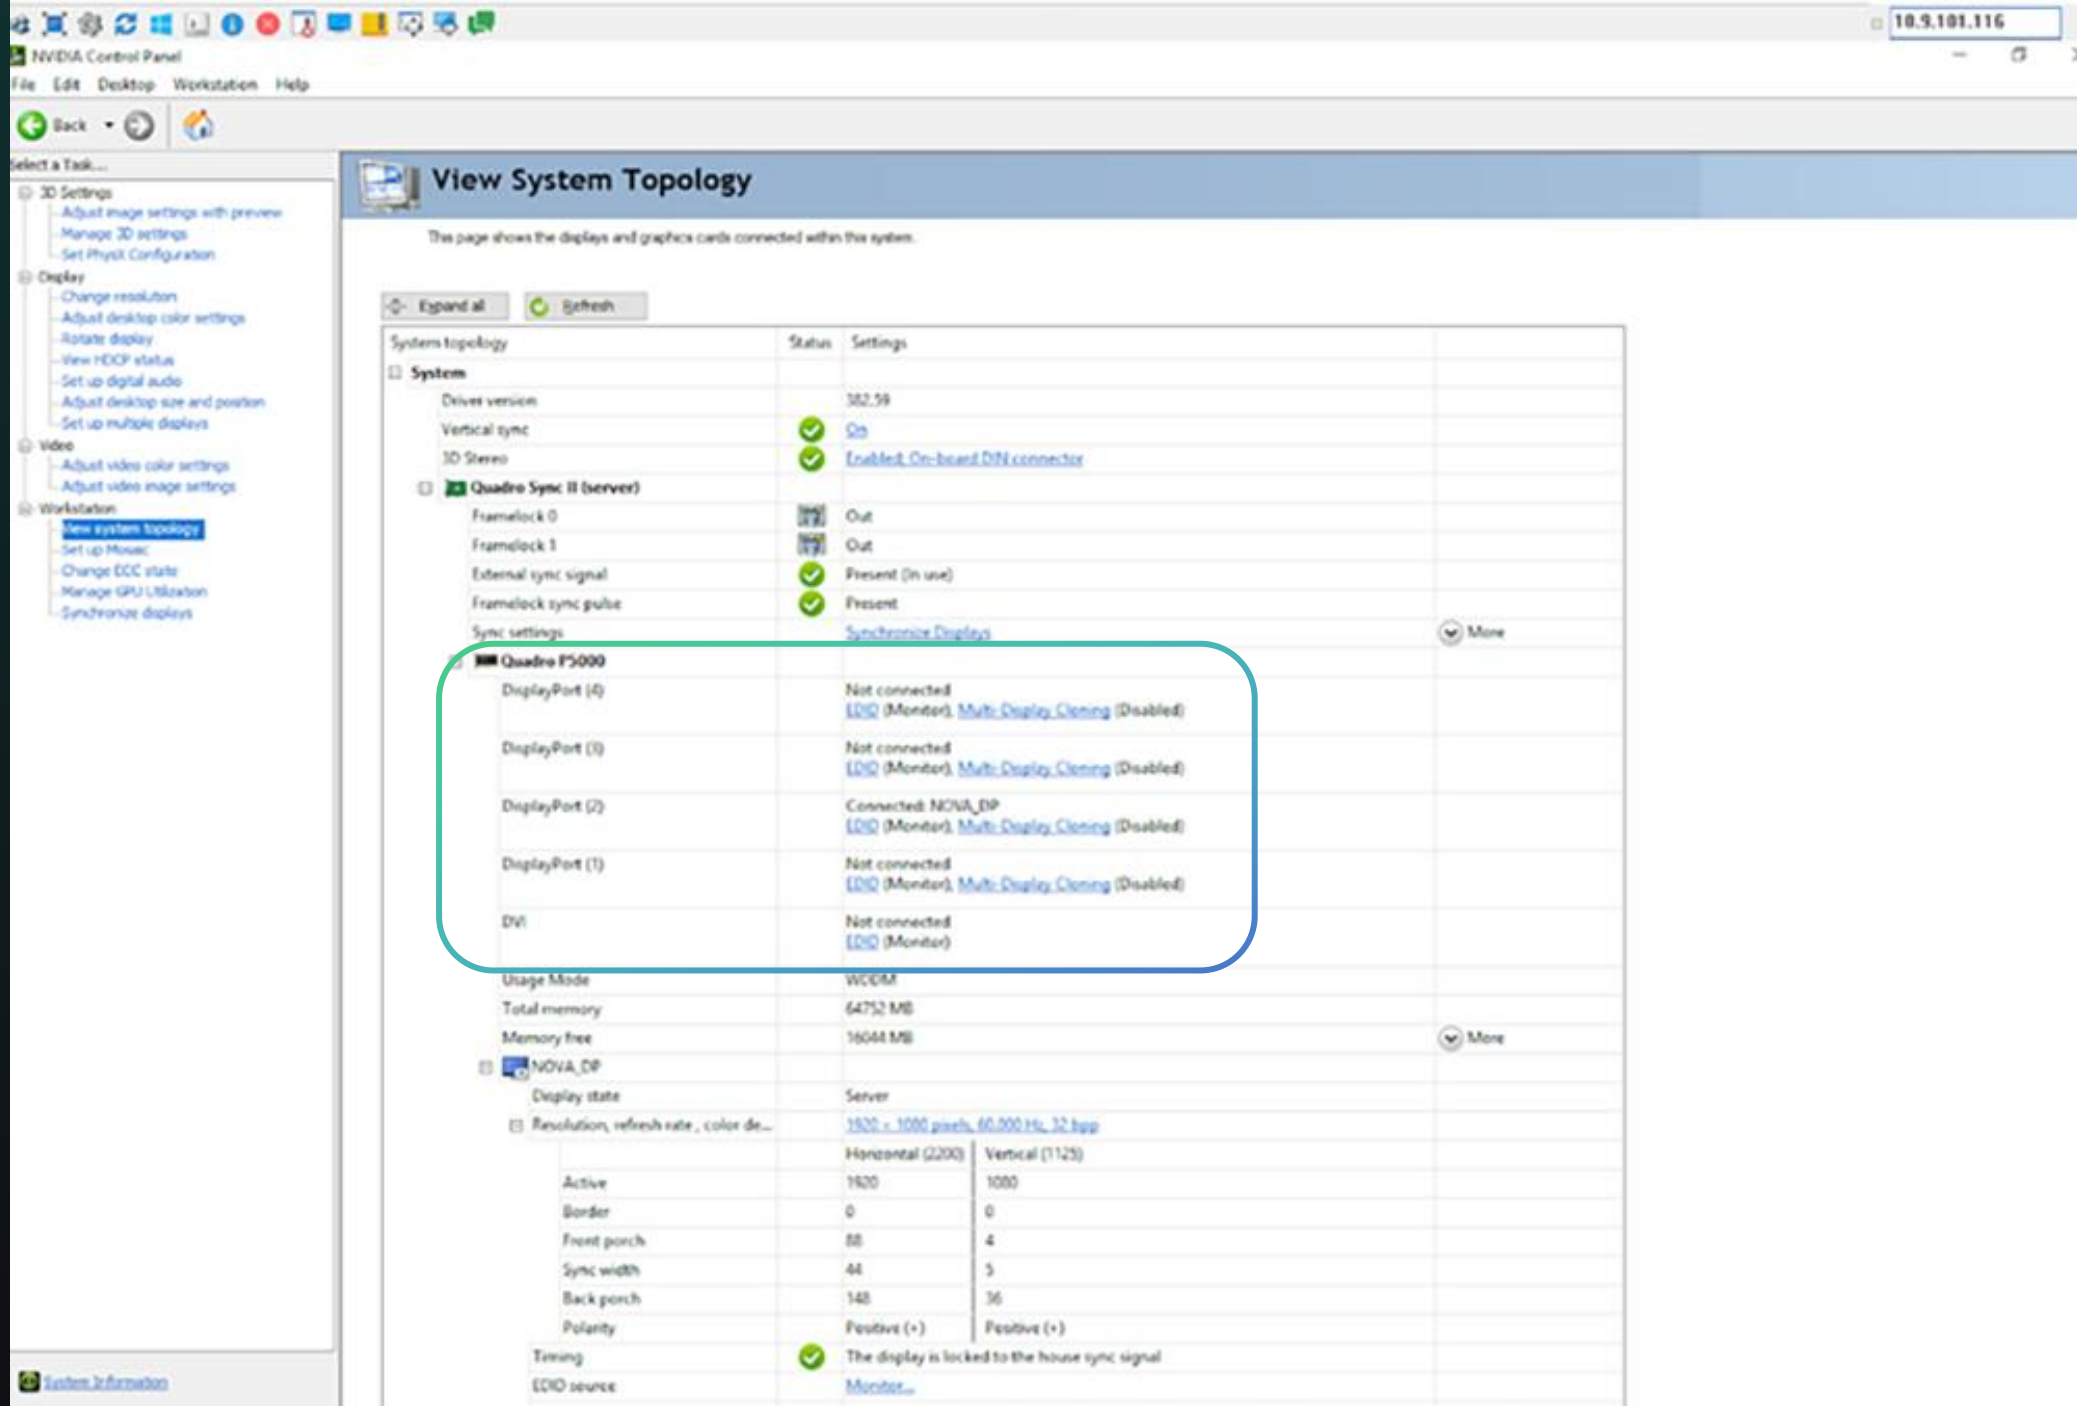 10.9.101.116
NVIDIA Control Panel
File Edit Desktop Workstation Help
Back
Select a Task...
3D Settings
Adjust image settings with preview
Manage 3D settings
Set PhysX Configuration
Display
Change resolution
Adjust desktop color settings
Rotate display
View HDCP status
Set up digital audio
Adjust desktop size and position
Set up multiple displays
Video
Adjust video color settings
Adjust video image settings
Workstation
View system topology
Set up Mosaic
Change ECC state
Manage GPU Utilization
Synchronize displays
System Information
View System Topology
This page shows the displays and graphics cards connected within this system.
Expand all Refresh
System topology Status Settings
System
Driver version 382.59
Vertical sync On
3D Stereo Enabled; On-board DIN connector
Quadro Sync II (server)
Framelock 0 Out
Framelock 1 Out
External sync signal Present (In use)
Framelock sync pulse Present
Sync settings Synchronize Displays More
Quadro P5000
DisplayPort (4) Not connected
EDID (Monitor), Multi-Display Cloning (Disabled)
DisplayPort (3) Not connected
EDID (Monitor), Multi-Display Cloning (Disabled)
DisplayPort (2) Connected: NOVA_DP
EDID (Monitor), Multi-Display Cloning (Disabled)
DisplayPort (1) Not connected
EDID (Monitor), Multi-Display Cloning (Disabled)
DVI Not connected
EDID (Monitor)
Usage Mode WDDM
Total memory 64752 MB
Memory free 16044 MB More
NOVA_DP
Display state Server
Resolution, refresh rate , color de... 1920 × 1080 pixels, 60.000 Hz, 32 bpp
Horizontal (2200) Vertical (1125)
Active 1920 1080
Border 0 0
Front porch 88 4
Sync width 44 5
Back porch 148 36
Polarity Positive (+) Positive (+)
Timing The display is locked to the house sync signal
EDID source Monitor...